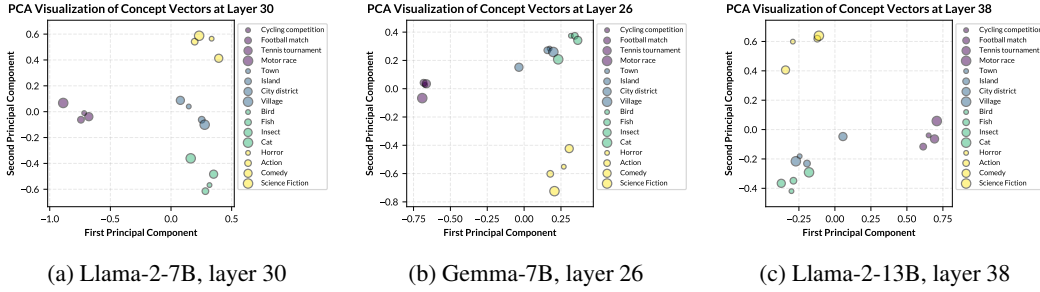 PCA Visualization of Concept Vectors at Layer 30
Second Principal Component
0.6
0.4
0.2
0.0
−0.2
−0.4
−0.6
−1.0 −0.5 0.0 0.5
First Principal Component
Cycling competition
Football match
Tennis tournament
Motor race
Town
Island
City district
Village
Bird
Fish
Insect
Cat
Horror
Action
Comedy
Science Fiction
(a) Llama-2-7B, layer 30
PCA Visualization of Concept Vectors at Layer 26
Second Principal Component
0.4
0.2
0.0
−0.2
−0.4
−0.6
−0.8
−0.75 −0.50 −0.25 0.00 0.25
First Principal Component
Cycling competition
Football match
Tennis tournament
Motor race
Town
Island
City district
Village
Bird
Fish
Insect
Cat
Horror
Action
Comedy
Science Fiction
(b) Gemma-7B, layer 26
PCA Visualization of Concept Vectors at Layer 38
Second Principal Component
0.6
0.4
0.2
0.0
−0.2
−0.4
−0.25 0.00 0.25 0.50 0.75
First Principal Component
Cycling competition
Football match
Tennis tournament
Motor race
Town
Island
City district
Village
Bird
Fish
Insect
Cat
Horror
Action
Comedy
Science Fiction
(c) Llama-2-13B, layer 38